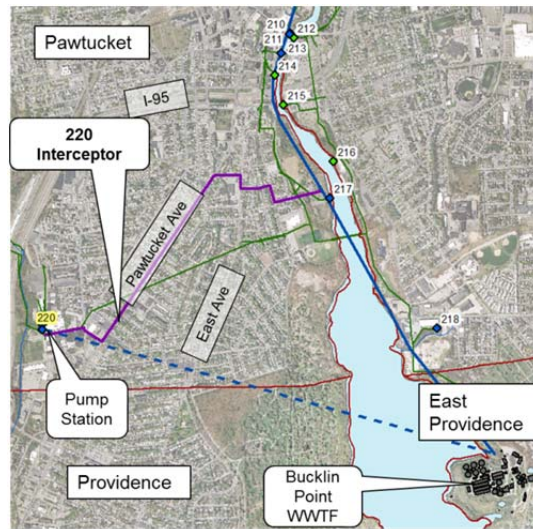 Pawtucket
210
212
211
213
214
I-95
215
220
Interceptor
216
217
Pawtucket Ave
East Ave
220
218
Pump
Station
East
Providence
Providence
Bucklin
Point
WWTF